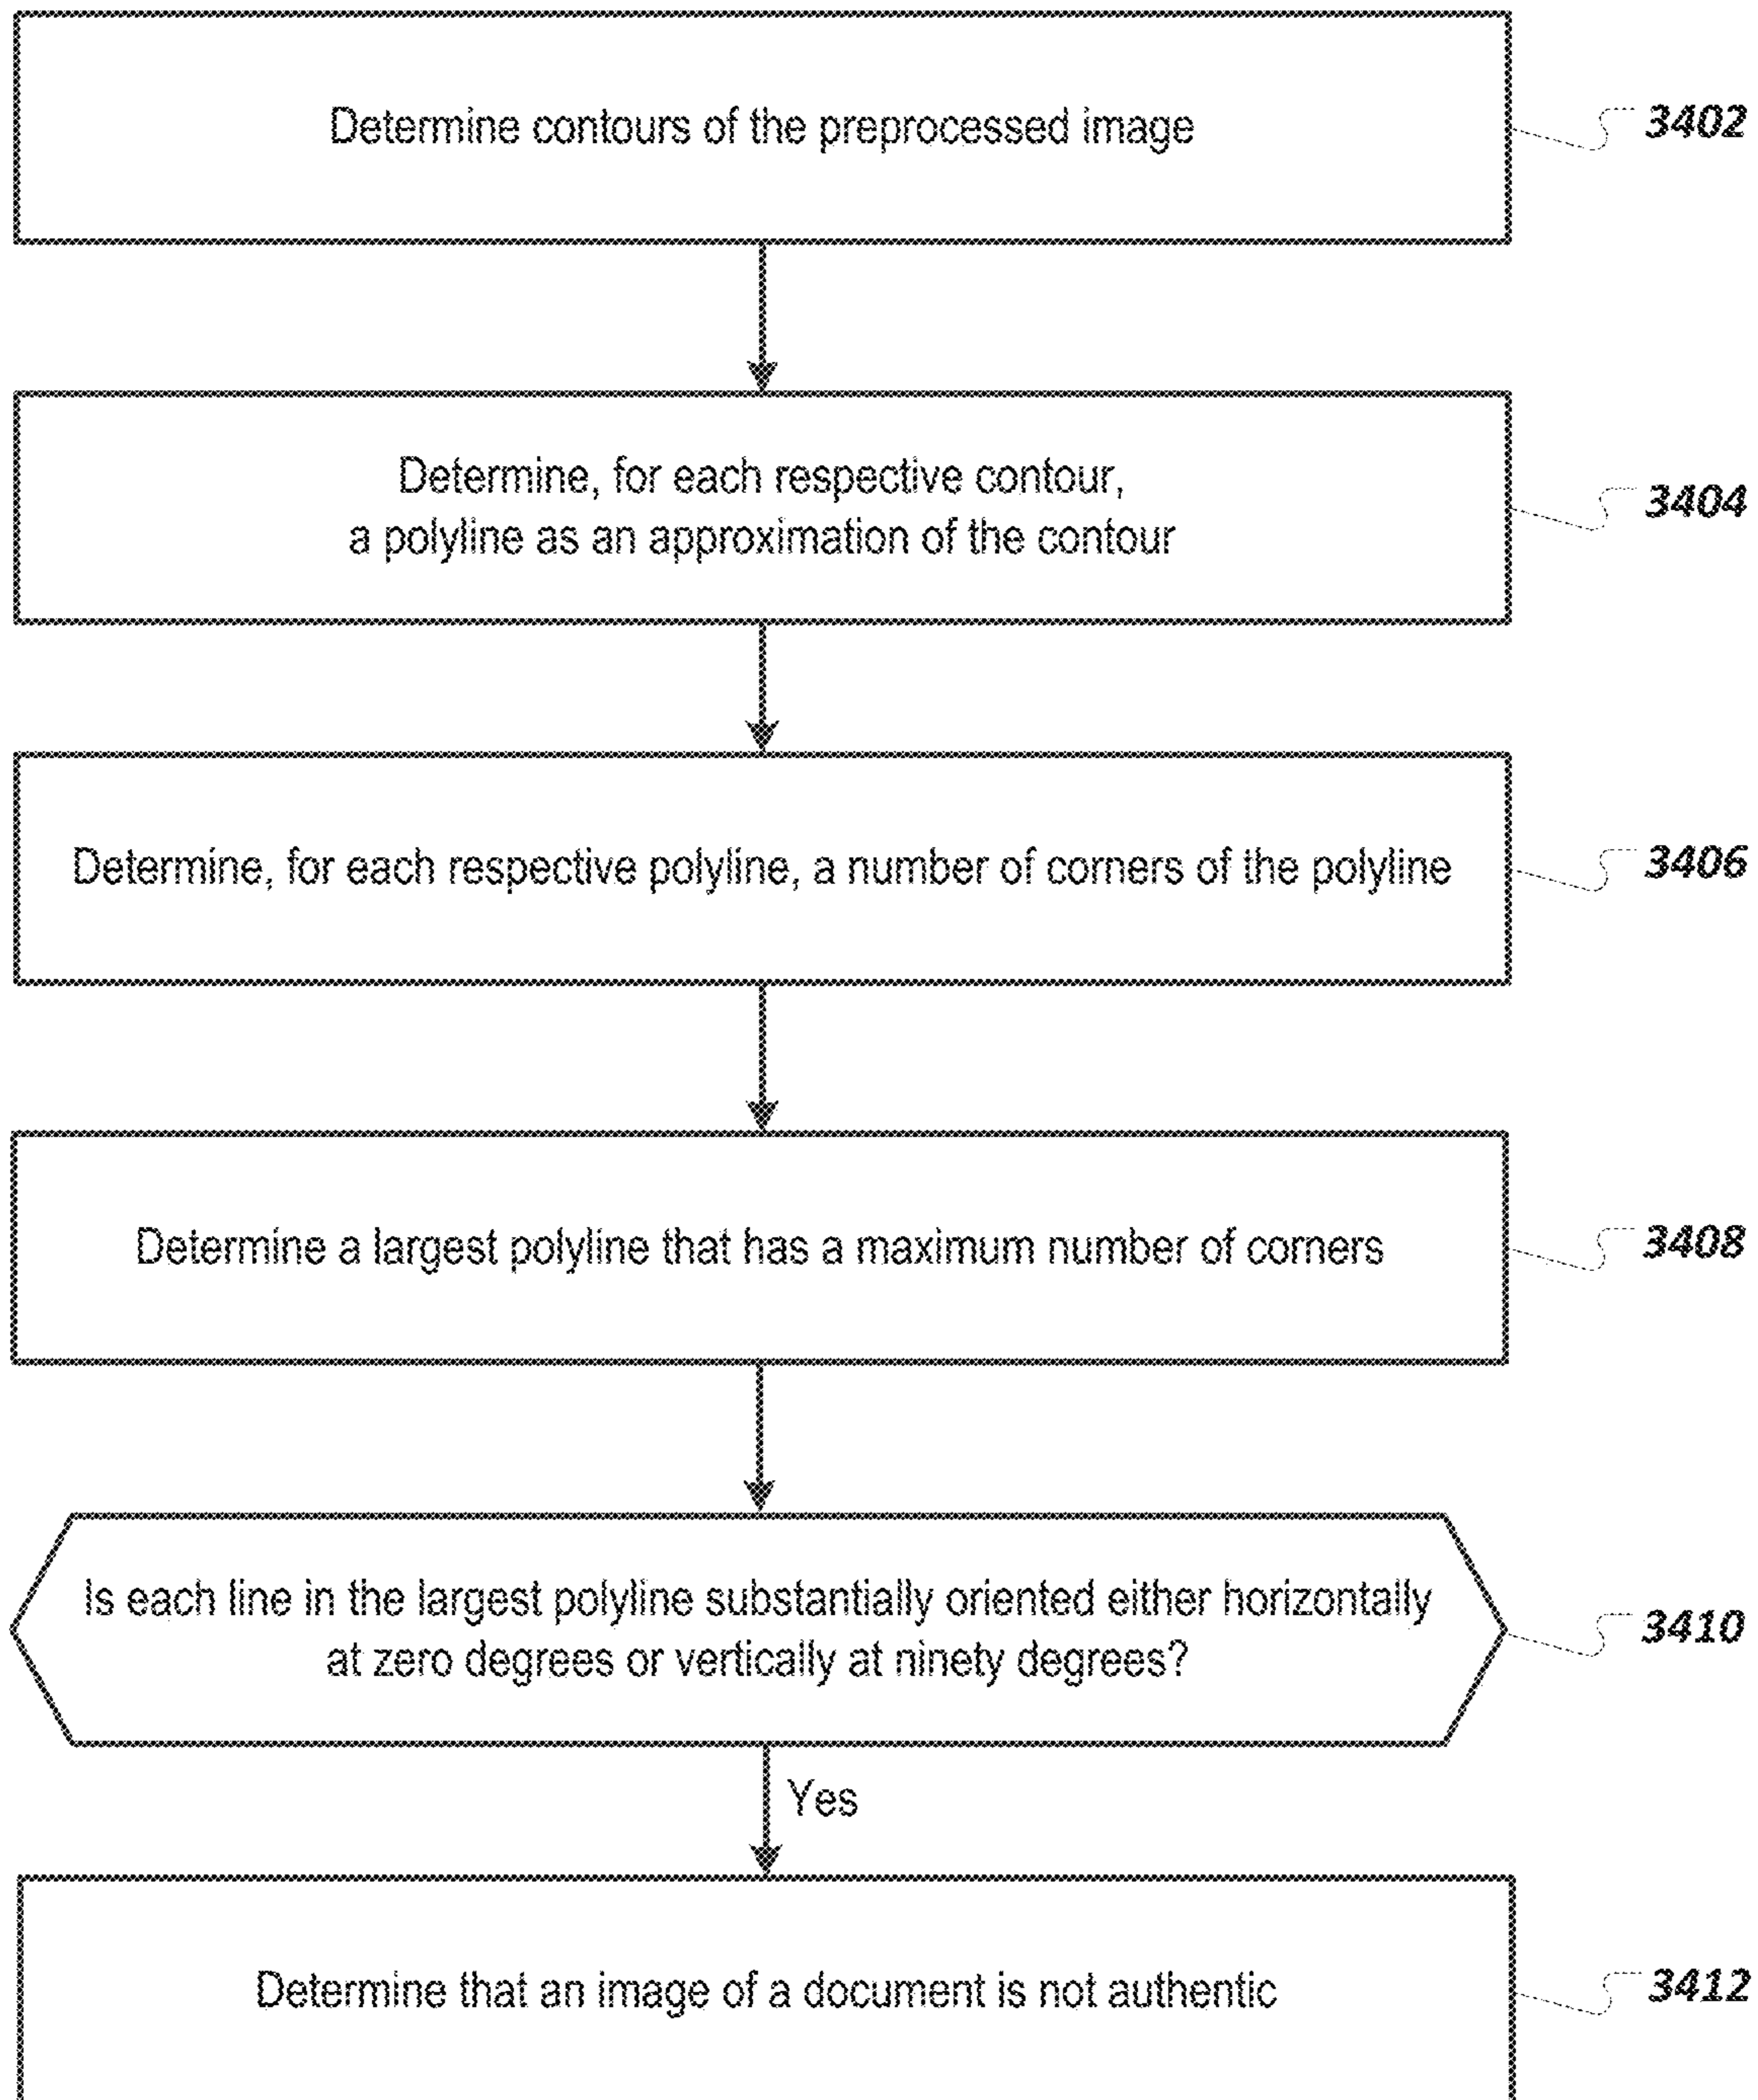 Determine contours of the preprocessed image
3402
Determine, for each respective contour,
a polyline as an approximation of the contour
3404
Determine, for each respective polyline, a number of corners of the polyline
3406
Determine a largest polyline that has a maximum number of corners
3408
Is each line in the largest polyline substantially oriented either horizontally
at zero degrees or vertically at ninety degrees?
3410
Yes
Determine that an image of a document is not authentic
3412